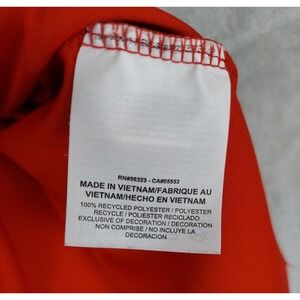 RN#56323 - CA#05553
MADE IN VIETNAM/FABRIQUE AU
VIETNAM/HECHO EN VIETNAM
100% RECYCLED POLYESTER / POLYESTER
RECYCLE / POLIESTER RECICLADO
EXCLUSIVE OF DECORATION / DECORATION
NON COMPRISE / NO INCLUYE LA
DECORACION